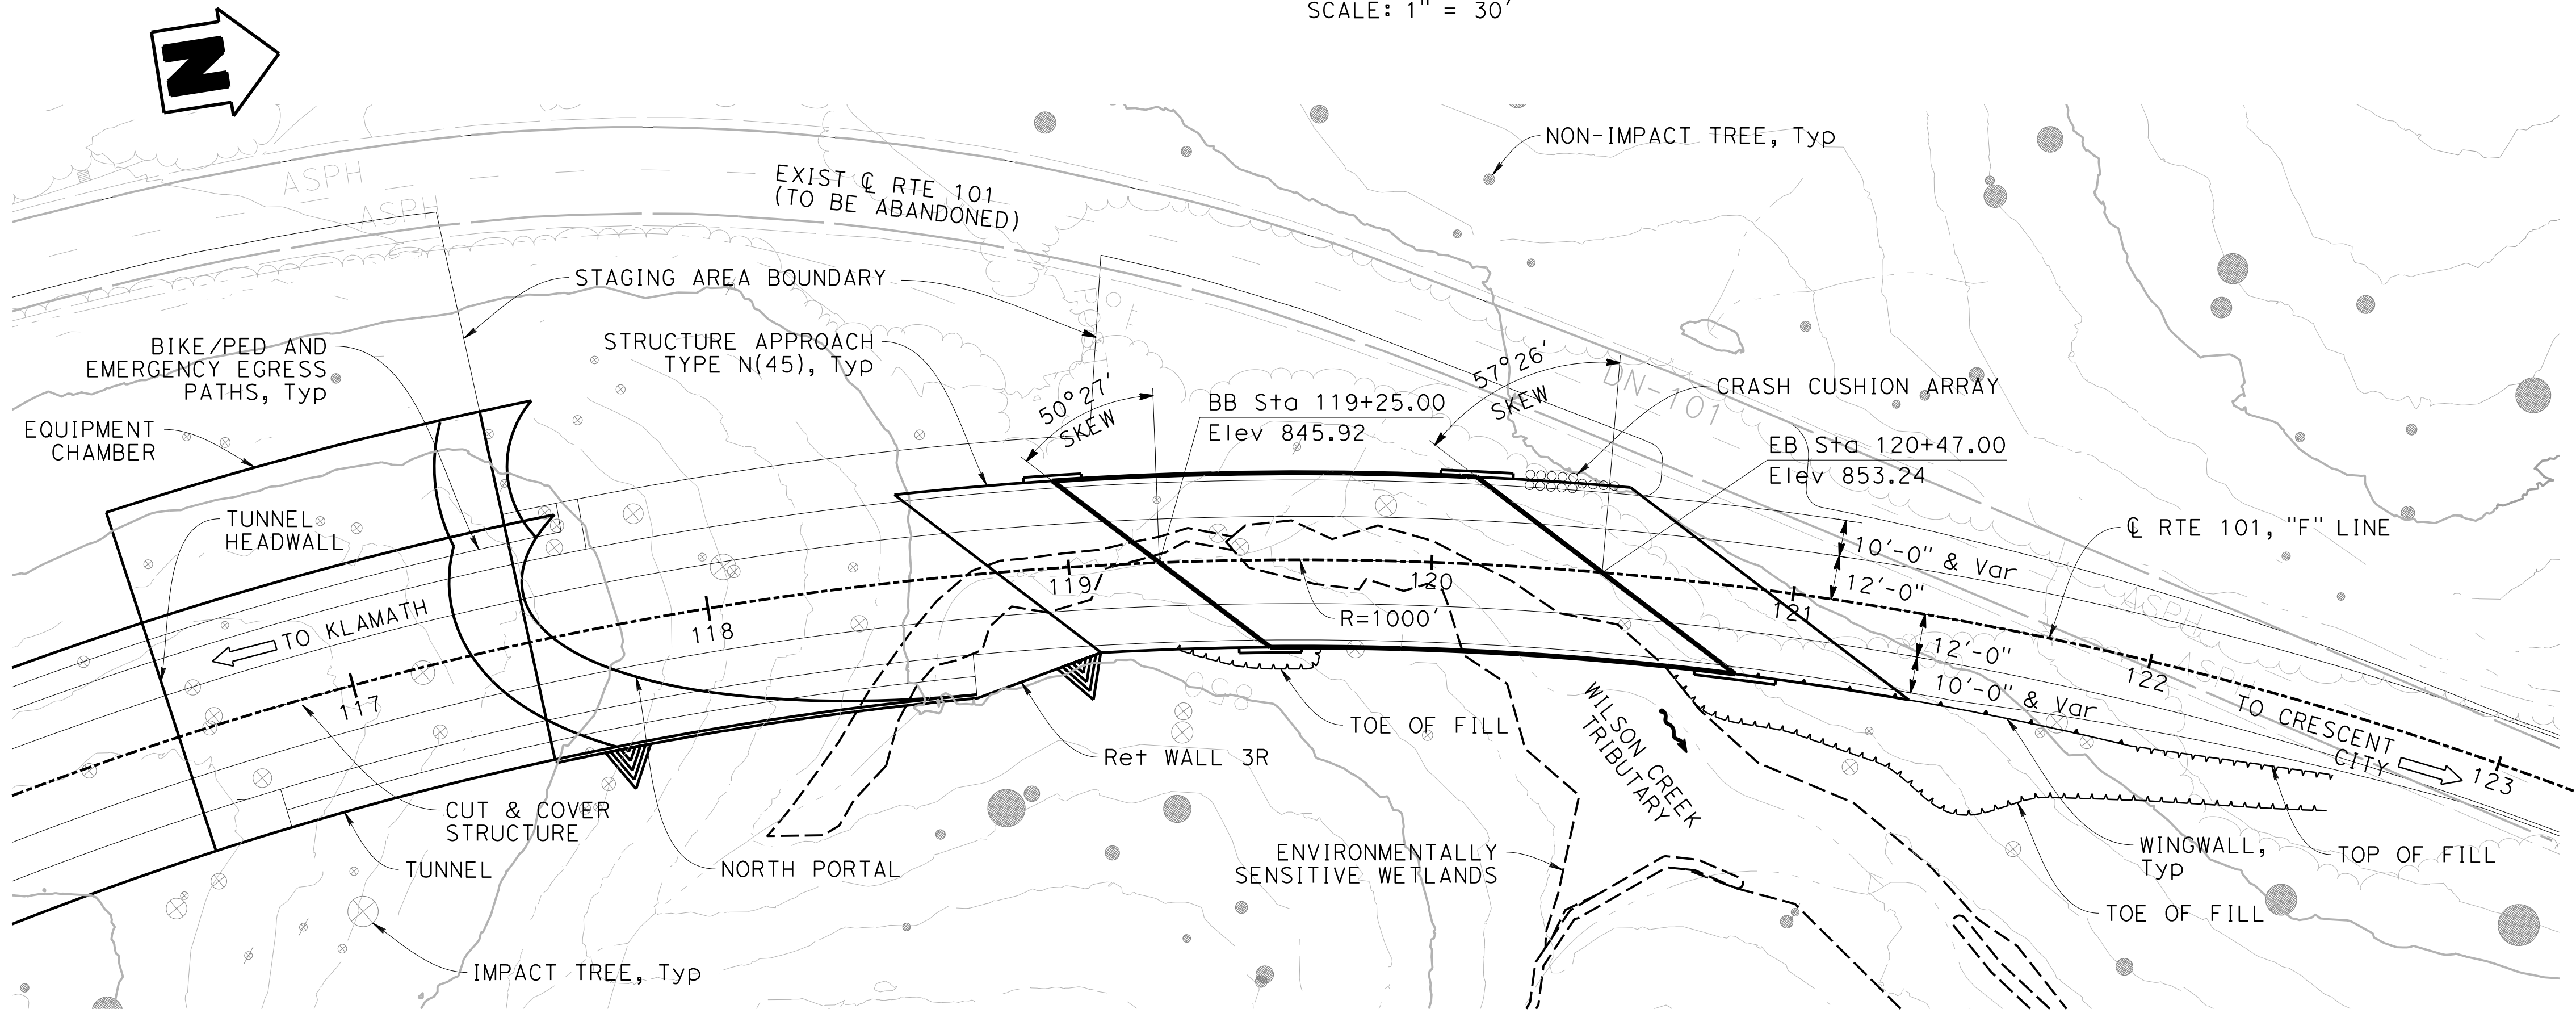 SCALE: 1" = 30'
N
ASPH
ASPH
EXIST ℄ RTE 101
(TO BE ABANDONED)
NON-IMPACT TREE, Typ
STAGING AREA BOUNDARY
BIKE/PED AND
EMERGENCY EGRESS
PATHS, Typ
STRUCTURE APPROACH
TYPE N(45), Typ
50°27'
SKEW
57°26'
SKEW
DN-101
CRASH CUSHION ARRAY
BB Sta 119+25.00
Elev 845.92
EB Sta 120+47.00
Elev 853.24
EQUIPMENT
CHAMBER
TUNNEL
HEADWALL
℄ RTE 101, "F" LINE
10'-0" & Var
12'-0"
12'-0"
10'-0" & Var
ASPH
ASPH
TO KLAMATH
117
118
119
120
121
122
123
R=1000'
TO CRESCENT
CITY
TOE OF FILL
Ret WALL 3R
WILSON CREEK
TRIBUTARY
CUT & COVER
STRUCTURE
TUNNEL
NORTH PORTAL
ENVIRONMENTALLY
SENSITIVE WETLANDS
WINGWALL,
Typ
TOP OF FILL
TOE OF FILL
IMPACT TREE, Typ